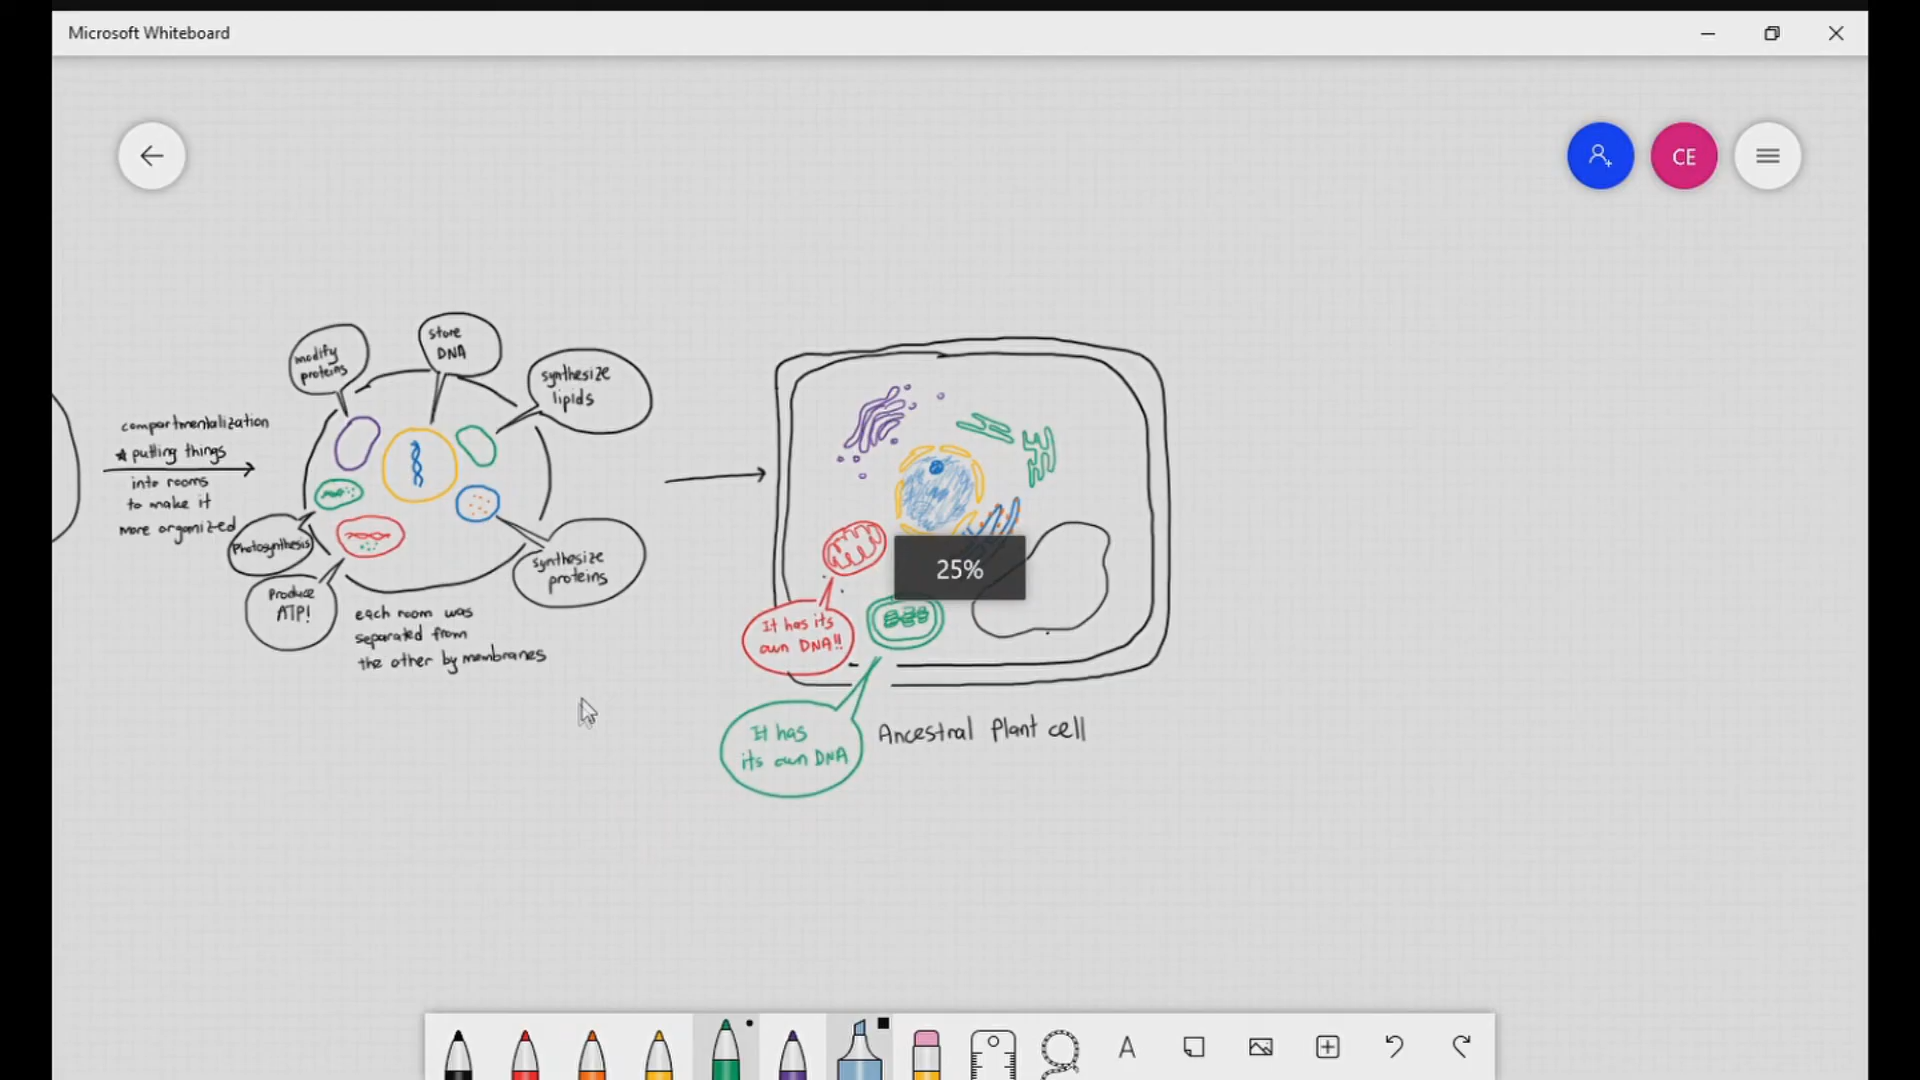 Microsoft Whiteboard
CE
modify
proteins
store
DNA
synthesize
lipids
compartmentalization
★ putting things
into rooms
to make it
more organized
Photosynthesis
Produce
ATP!
synthesize
proteins
each room was
separated from
the other by membranes
25%
It has its
own DNA!!
It has
its own DNA
Ancestral Plant cell
A